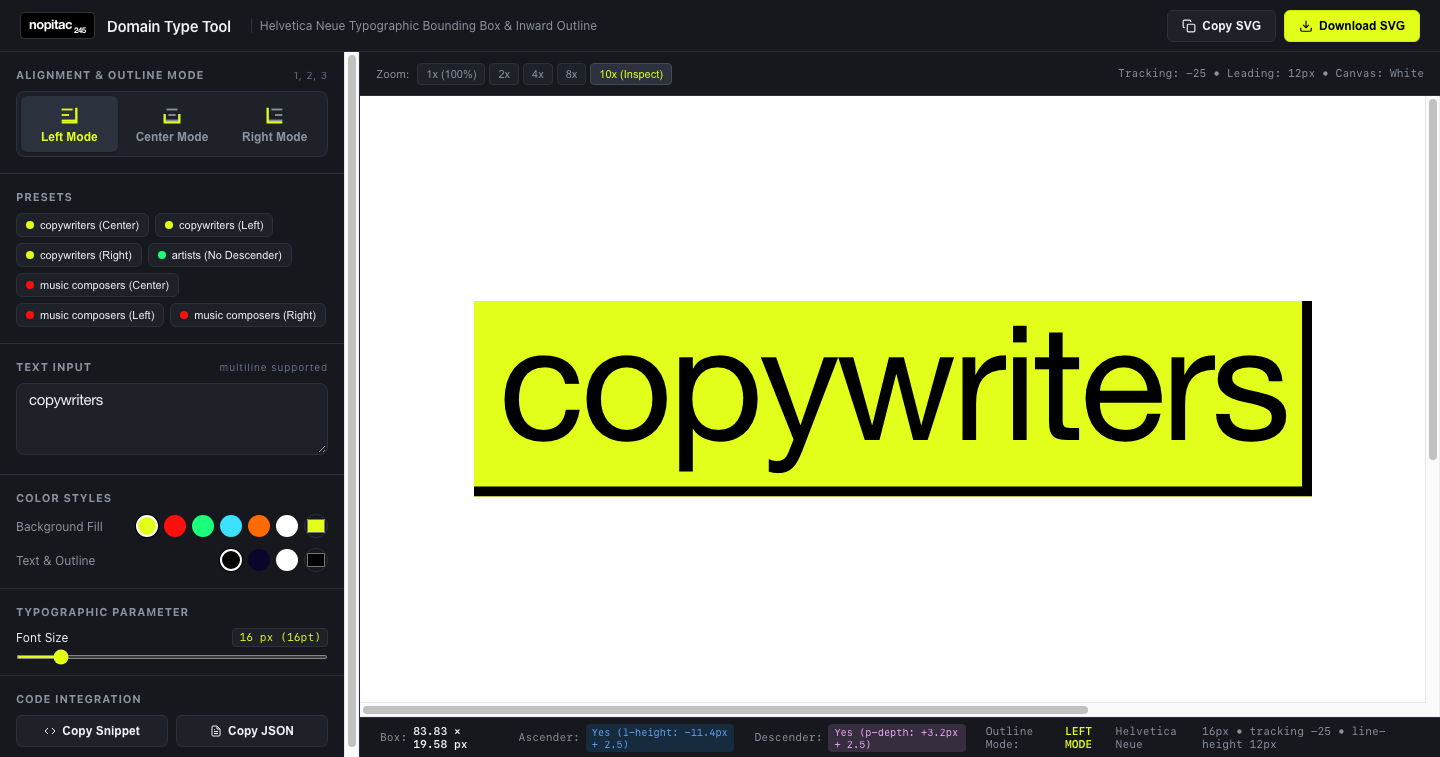 nopitac 245 Domain Type Tool Helvetica Neue Typographic Bounding Box & Inward Outline Copy SVG Download SVG
ALIGNMENT & OUTLINE MODE 1, 2, 3
Left Mode Center Mode Right Mode
PRESETS
copywriters (Center) copywriters (Left)
copywriters (Right) artists (No Descender)
music composers (Center)
music composers (Left) music composers (Right)
TEXT INPUT multiline supported
copywriters
COLOR STYLES
Background Fill
Text & Outline
TYPOGRAPHIC PARAMETER
Font Size 16 px (16pt)
CODE INTEGRATION
Copy Snippet Copy JSON
Zoom: 1x (100%) 2x 4x 8x 10x (Inspect) Tracking: −25 • Leading: 12px • Canvas: White
copywriters
Box: 83.83 × 19.58 px Ascender: Yes (l-height: -11.4px + 2.5) Descender: Yes (p-depth: +3.2px + 2.5) Outline Mode: LEFT MODE Helvetica Neue 16px • tracking −25 • line-height 12px